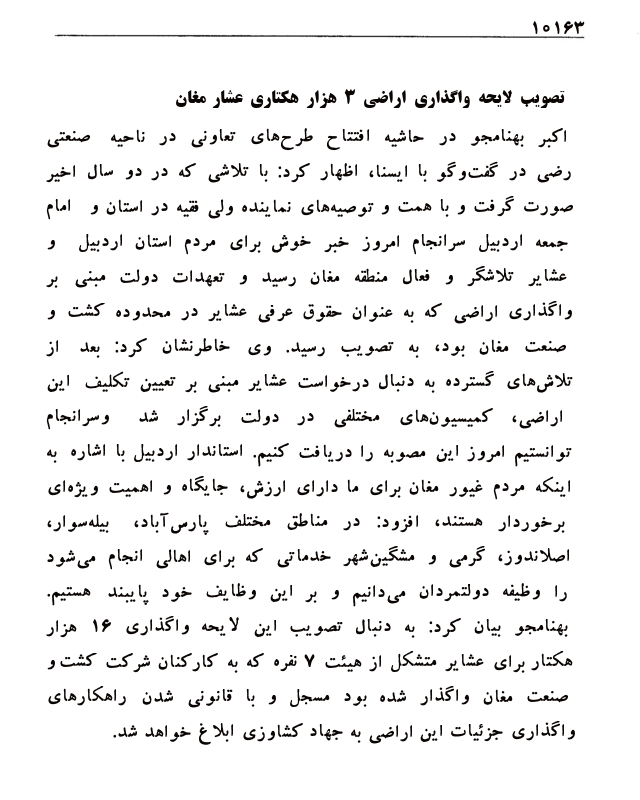 ۱۰۱۶۳
تصویب لایحه واگذاری اراضی ۳ هزار هکتاری عشار مغان
اکبر بهنامجو در حاشیه افتتاح طرح‌های تعاونی در ناحیه صنعتی
رضی در گفت‌وگو با ایسنا، اظهار کرد: با تلاشی که در دو سال اخیر
صورت گرفت و با همت و توصیه‌های نماینده ولی فقیه در استان و امام
جمعه اردبیل سرانجام امروز خبر خوش برای مردم استان اردبیل و
عشایر تلاشگر و فعال منطقه مغان رسید و تعهدات دولت مبنی بر
واگذاری اراضی که به عنوان حقوق عرفی عشایر در محدوده کشت و
صنعت مغان بود، به تصویب رسید. وی خاطرنشان کرد: بعد از
تلاش‌های گسترده به دنبال درخواست عشایر مبنی بر تعیین تکلیف این
اراضی، کمیسیون‌های مختلفی در دولت برگزار شد وسرانجام
توانستیم امروز این مصوبه را دریافت کنیم. استاندار اردبیل با اشاره به
اینکه مردم غیور مغان برای ما دارای ارزش، جایگاه و اهمیت ویژه‌ای
برخوردار هستند، افزود: در مناطق مختلف پارس‌آباد، بیله‌سوار،
اصلاندوز، گرمی و مشگین‌شهر خدماتی که برای اهالی انجام می‌شود
را وظیفه دولتمردان می‌دانیم و بر این وظایف خود پایبند هستیم.
بهنامجو بیان کرد: به دنبال تصویب این لایحه واگذاری ۱۶ هزار
هکتار برای عشایر متشکل از هیئت ۷ نفره که به کارکنان شرکت کشت و
صنعت مغان واگذار شده بود مسجل و با قانونی شدن راهکارهای
واگذاری جزئیات این اراضی به جهاد کشاوزی ابلاغ خواهد شد.